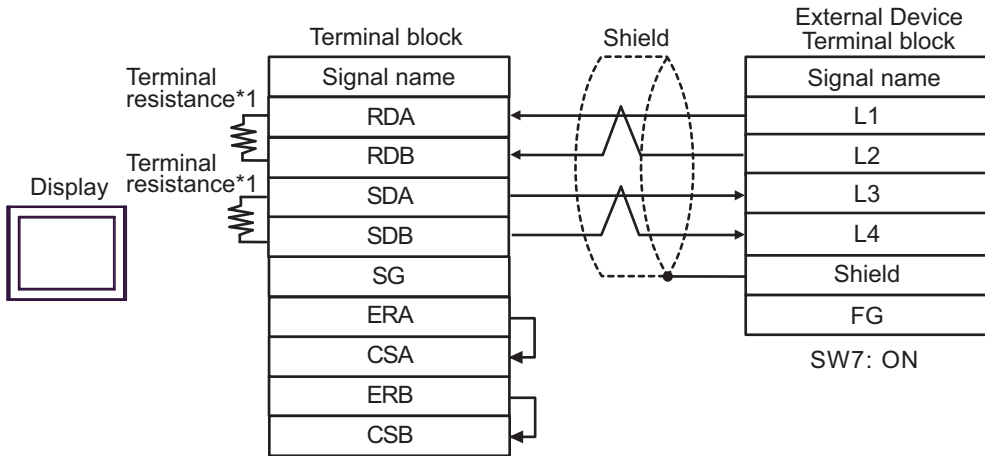 External Device
Terminal block
Shield
Terminal block
Signal name
Signal name
Terminal
resistance*1
RDA
L1
RDB
L2
Terminal
resistance*1
Display
SDA
L3
SDB
L4
SG
Shield
ERA
FG
CSA
SW7: ON
ERB
CSB